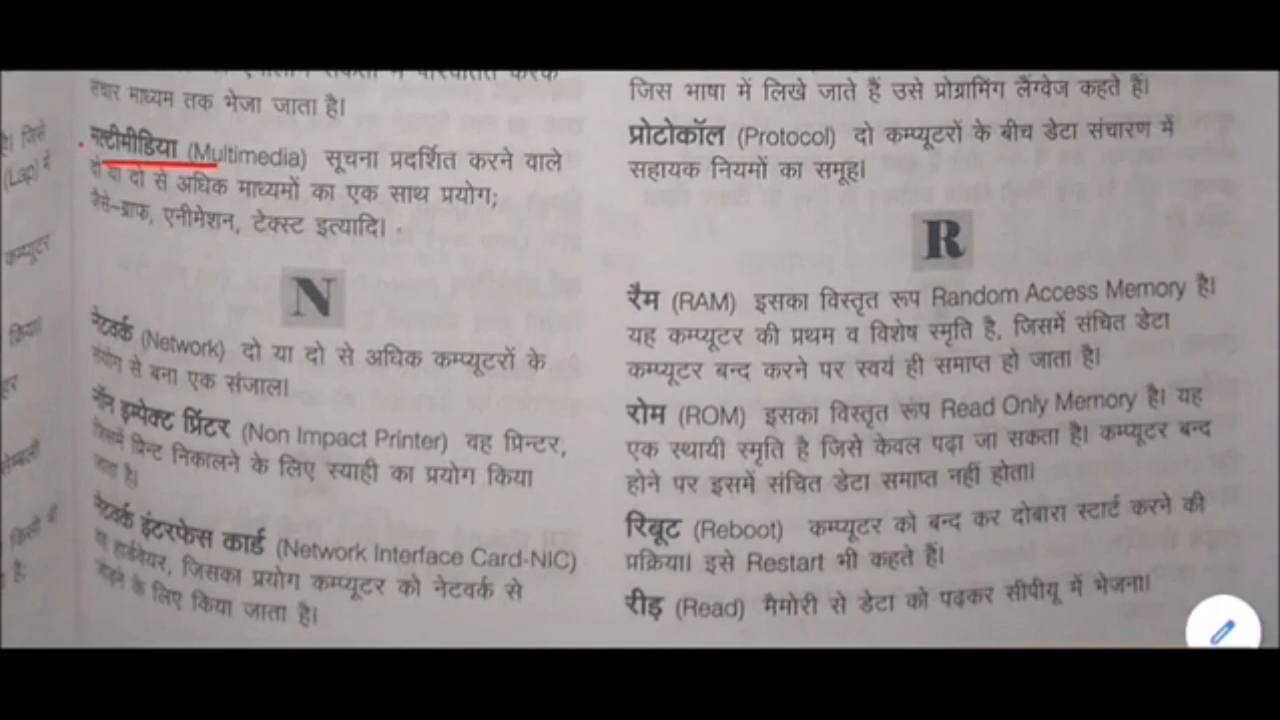 संचार माध्यम तक भेजा जाता है।
मल्टीमीडिया (Multimedia) सूचना प्रदर्शित करने वाले
दो या दो से अधिक माध्यमों का एक साथ प्रयोग;
जैसे–ग्राफ, एनीमेशन, टेक्स्ट इत्यादि।
N
नेटवर्क (Network) दो या दो से अधिक कम्प्यूटरों के
संयोग से बना एक संजाल।
नॉन इम्पेक्ट प्रिंटर (Non Impact Printer) वह प्रिन्टर,
जिसमें प्रिन्ट निकालने के लिए स्याही का प्रयोग किया
जाता है।
नेटवर्क इंटरफेस कार्ड (Network Interface Card-NIC)
हार्डवेयर, जिसका प्रयोग कम्प्यूटर को नेटवर्क से
जोड़ने के लिए किया जाता है।
जिस भाषा में लिखे जाते हैं उसे प्रोग्रामिंग लैंग्वेज कहते हैं।
प्रोटोकॉल (Protocol) दो कम्प्यूटरों के बीच डेटा संचारण में
सहायक नियमों का समूह।
R
रैम (RAM) इसका विस्तृत रूप Random Access Memory है।
यह कम्प्यूटर की प्रथम व विशेष स्मृति है, जिसमें संचित डेटा
कम्प्यूटर बन्द करने पर स्वयं ही समाप्त हो जाता है।
रोम (ROM) इसका विस्तृत रूप Read Only Memory है। यह
एक स्थायी स्मृति है जिसे केवल पढ़ा जा सकता है। कम्प्यूटर बन्द
होने पर इसमें संचित डेटा समाप्त नहीं होता।
रिबूट (Reboot) कम्प्यूटर को बन्द कर दोबारा स्टार्ट करने की
प्रक्रिया। इसे Restart भी कहते हैं।
रीड़ (Read) मैमोरी से डेटा को पढ़कर सीपीयू में भेजना।